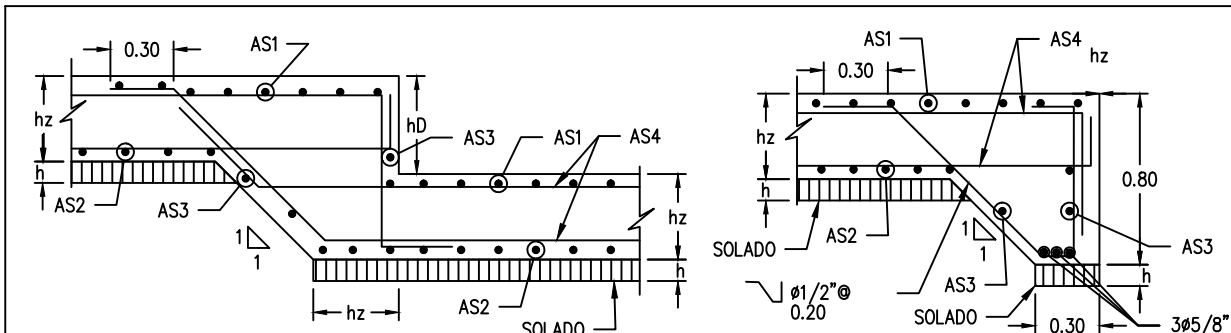 0.30
AS1
hz
hD
AS3
AS1
AS4
hz
h
AS2
AS3
1
1
AS2
hz
h
SOLADO
0.30
AS1
AS4
hz
hz
h
0.80
SOLADO
AS2
1
1
AS3
AS3
ø1/2"@
0.20
SOLADO
0.30
h
3ø5/8"